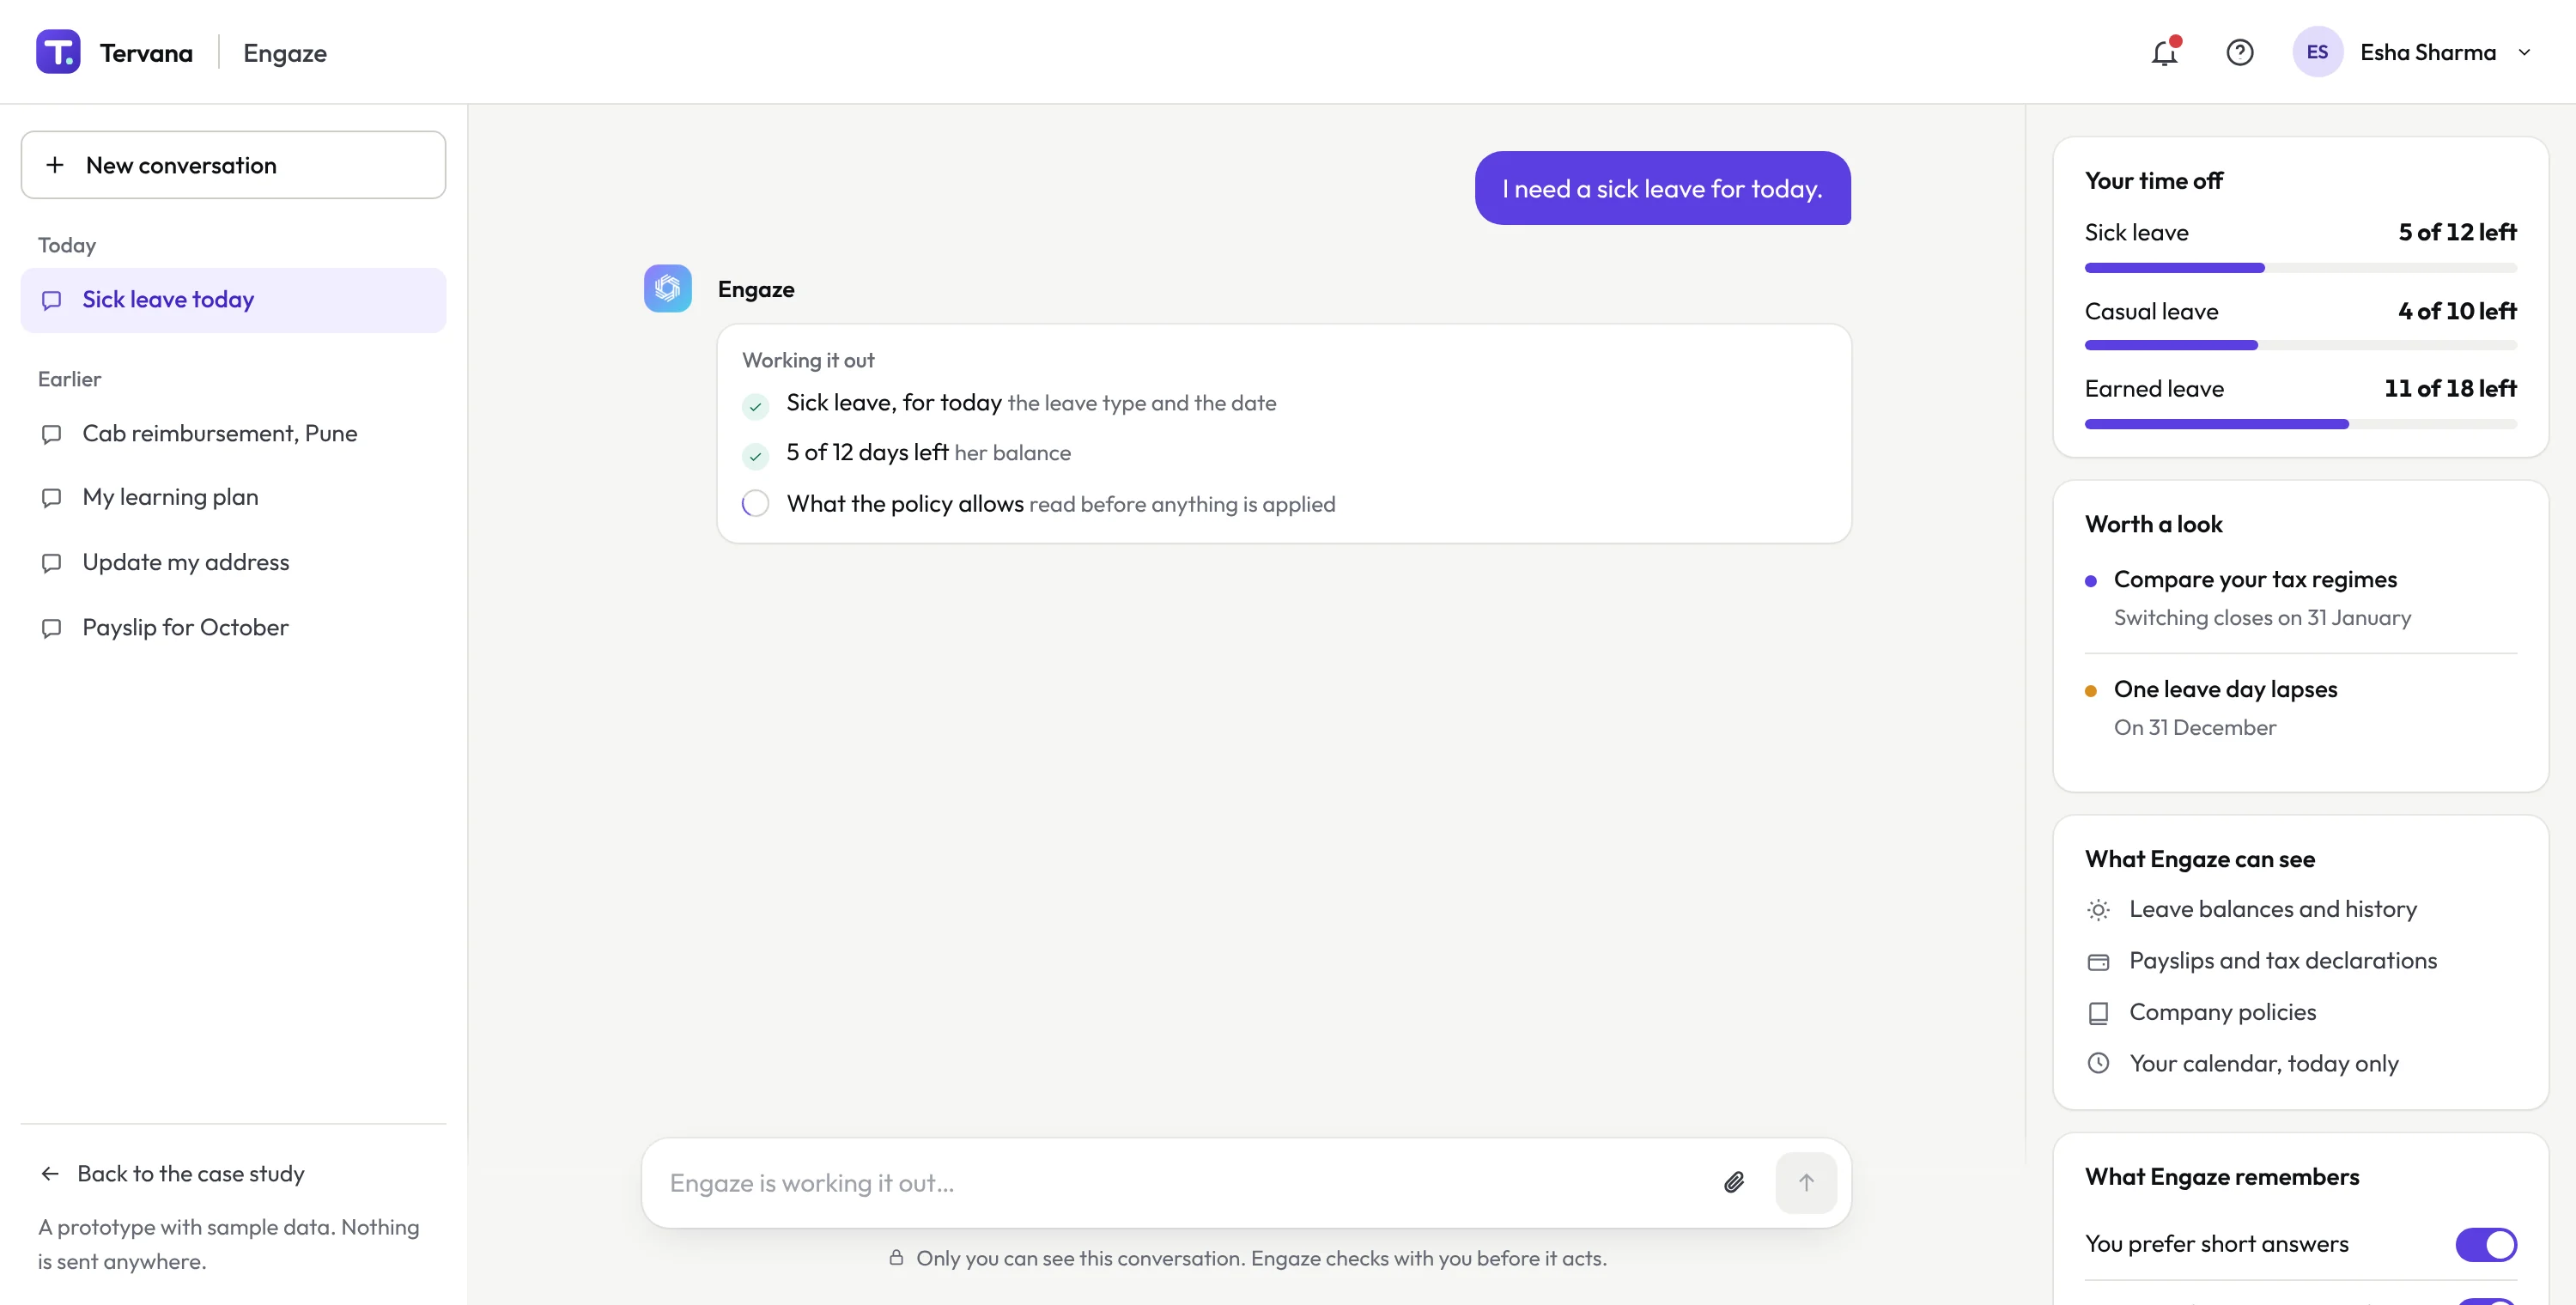 T.
Tervana
Engaze
ES
Esha Sharma
New conversation
Today
Sick leave today
Earlier
Cab reimbursement, Pune
My learning plan
Update my address
Payslip for October
Back to the case study
A prototype with sample data. Nothing
is sent anywhere.
I need a sick leave for today.
Engaze
Working it out
Sick leave, for today the leave type and the date
5 of 12 days left her balance
What the policy allows read before anything is applied
Engaze is working it out...
Only you can see this conversation. Engaze checks with you before it acts.
Your time off
Sick leave 5 of 12 left
Casual leave 4 of 10 left
Earned leave 11 of 18 left
Worth a look
Compare your tax regimes
Switching closes on 31 January
One leave day lapses
On 31 December
What Engaze can see
Leave balances and history
Payslips and tax declarations
Company policies
Your calendar, today only
What Engaze remembers
You prefer short answers